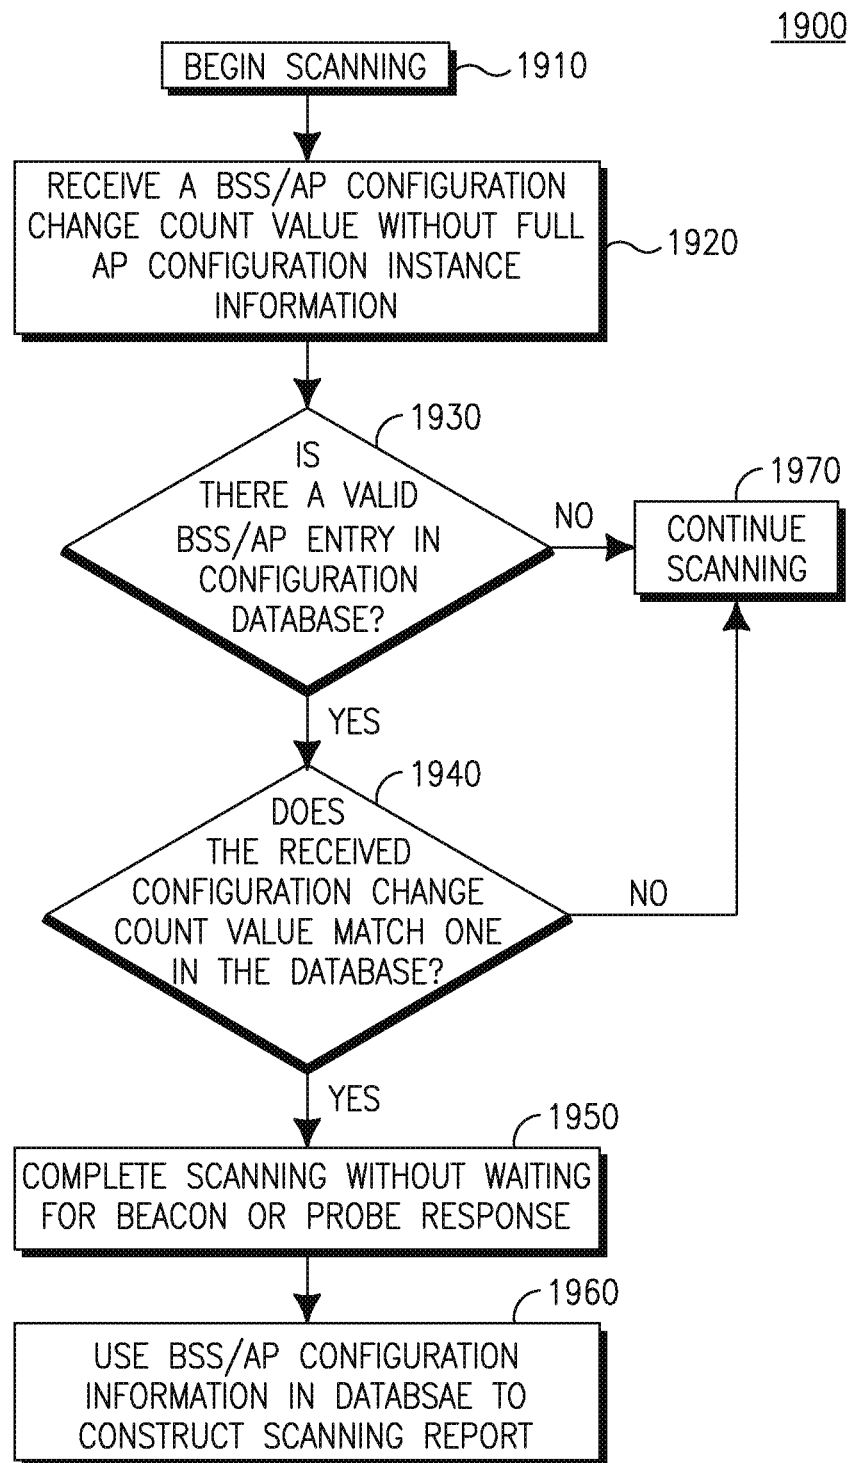 1900
BEGIN SCANNING
1910
RECEIVE A BSS/AP CONFIGURATION
CHANGE COUNT VALUE WITHOUT FULL
AP CONFIGURATION INSTANCE
INFORMATION
1920
1930
IS
THERE A VALID
BSS/AP ENTRY IN
CONFIGURATION
DATABASE?
NO
1970
CONTINUE
SCANNING
YES
1940
DOES
THE RECEIVED
CONFIGURATION CHANGE
COUNT VALUE MATCH ONE
IN THE DATABASE?
NO
YES
1950
COMPLETE SCANNING WITHOUT WAITING
FOR BEACON OR PROBE RESPONSE
1960
USE BSS/AP CONFIGURATION
INFORMATION IN DATABSAE TO
CONSTRUCT SCANNING REPORT